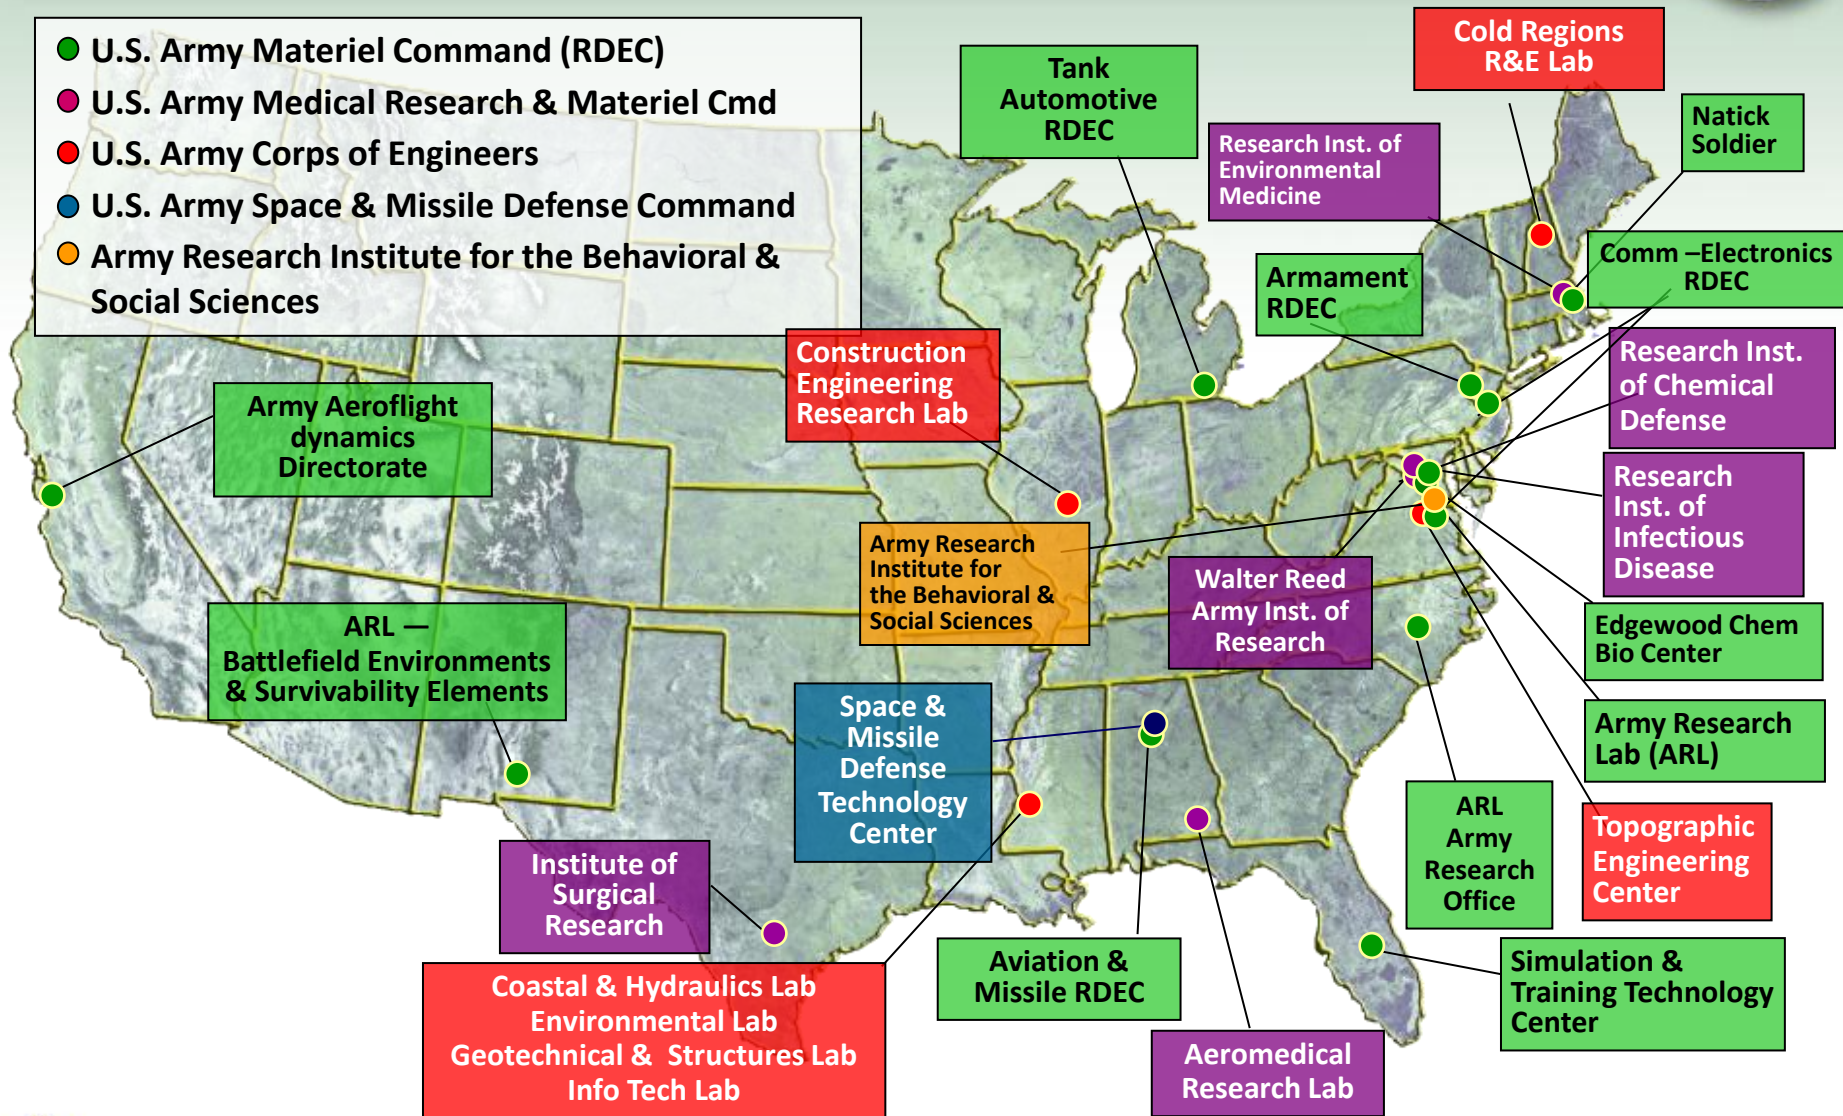 U.S. Army Materiel Command (RDEC)
U.S. Army Medical Research & Materiel Cmd
U.S. Army Corps of Engineers
U.S. Army Space & Missile Defense Command
Army Research Institute for the Behavioral &
Social Sciences
Tank
Automotive
RDEC
Cold Regions
R&E Lab
Natick
Soldier
Research Inst. of
Environmental
Medicine
Comm –Electronics
RDEC
Armament
RDEC
Research Inst.
of Chemical
Defense
Construction
Engineering
Research Lab
Army Aeroflight
dynamics
Directorate
Research
Inst. of
Infectious
Disease
Army Research
Institute for
the Behavioral &
Social Sciences
Walter Reed
Army Inst. of
Research
Edgewood Chem
Bio Center
ARL —
Battlefield Environments
& Survivability Elements
Space &
Missile
Defense
Technology
Center
Army Research
Lab (ARL)
ARL
Army
Research
Office
Topographic
Engineering
Center
Institute of
Surgical
Research
Aviation &
Missile RDEC
Simulation &
Training Technology
Center
Coastal & Hydraulics Lab
Environmental Lab
Geotechnical & Structures Lab
Info Tech Lab
Aeromedical
Research Lab